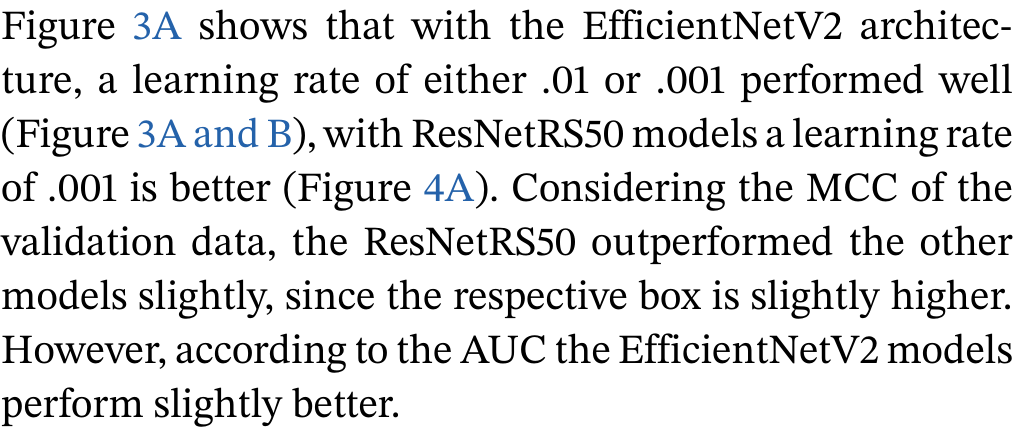 Figure 3A shows that with the EfficientNetV2 architec-
ture, a learning rate of either .01 or .001 performed well
(Figure 3A and B), with ResNetRS50 models a learning rate
of .001 is better (Figure 4A). Considering the MCC of the
validation data, the ResNetRS50 outperformed the other
models slightly, since the respective box is slightly higher.
However, according to the AUC the EfficientNetV2 models
perform slightly better.